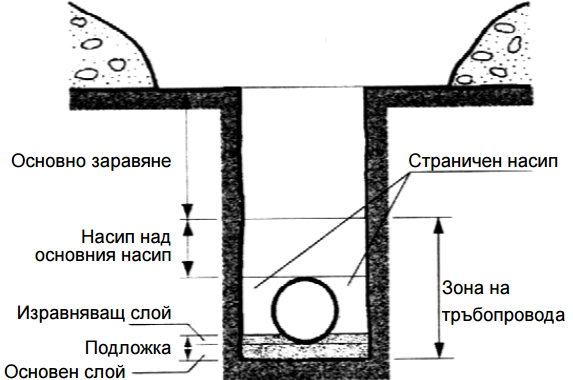 Основно заравяне
Страничен насип
Насип над
основния насип
Зона на
тръбопровода
Изравняващ слой
Подложка
Основен слой